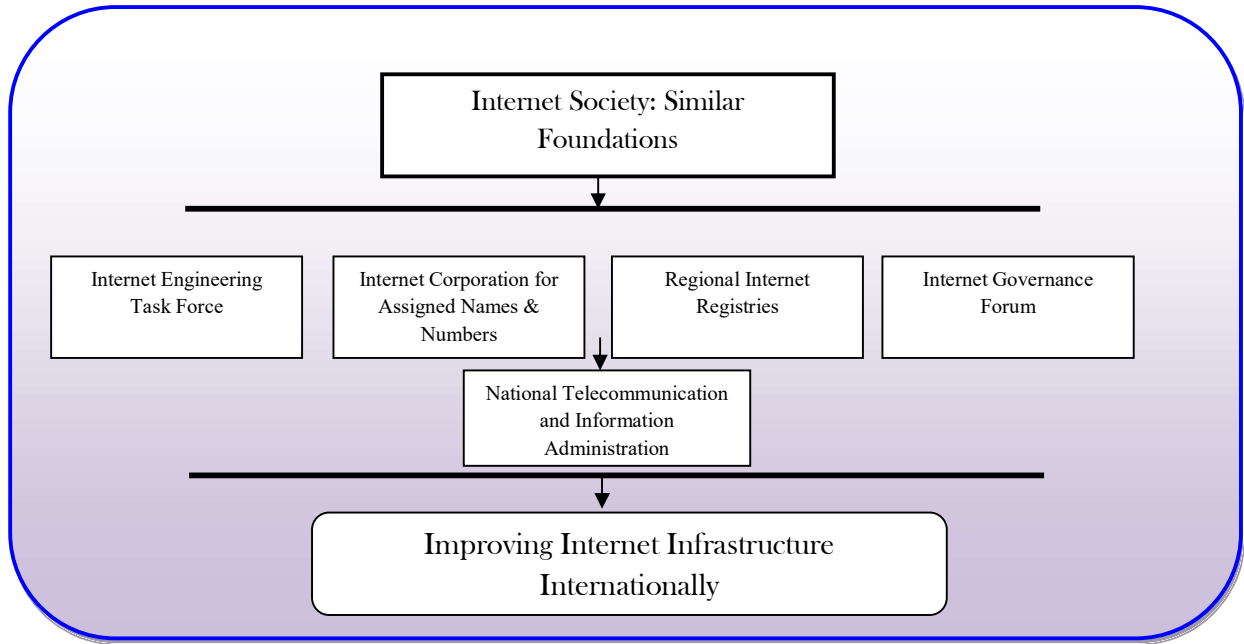 Internet Society: Similar
Foundations
Internet Engineering
Task Force
Internet Corporation for
Assigned Names &
Numbers
Regional Internet
Registries
Internet Governance
Forum
National Telecommunication
and Information
Administration
Improving Internet Infrastructure
Internationally